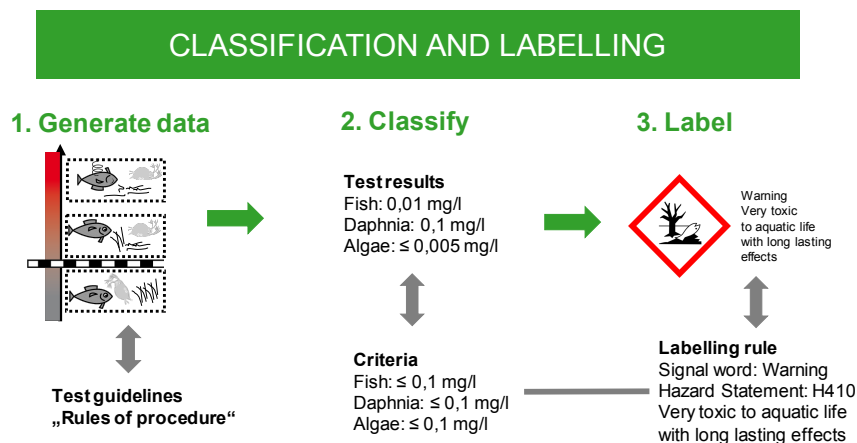 CLASSIFICATION AND LABELLING
1. Generate data
2. Classify
3. Label
Test results
Fish: 0,01 mg/l
Daphnia: 0,1 mg/l
Algae: ≤ 0,005 mg/l
Warning
Very toxic
to aquatic life
with long lasting
effects
Test guidelines
„Rules of procedure“
Criteria
Fish: ≤ 0,1 mg/l
Daphnia: ≤ 0,1 mg/l
Algae: ≤ 0,1 mg/l
Labelling rule
Signal word: Warning
Hazard Statement: H410
Very toxic to aquatic life
with long lasting effects